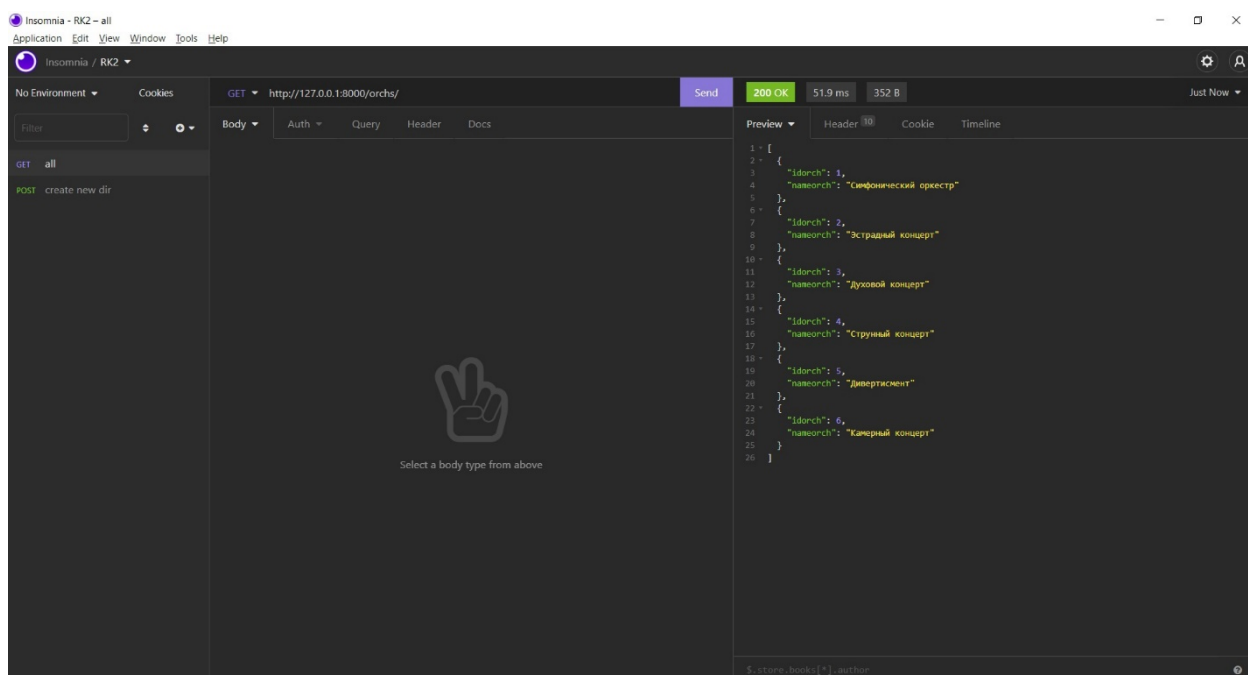 Insomnia - RK2 – all
Application Edit View Window Tools Help
Insomnia / RK2
No Environment Cookies
GET http://127.0.0.1:8000/orchs/ Send
200 OK 51.9 ms 352 B Just Now
Filter
Body Auth Query Header Docs
Preview Header 10 Cookie Timeline
GET all
POST create new dir
1 [
2 {
3 "idorch": 1,
4 "nameorch": "Симфонический оркестр"
5 },
6 {
7 "idorch": 2,
8 "nameorch": "Эстрадный концерт"
9 },
10 {
11 "idorch": 3,
12 "nameorch": "Духовой концерт"
13 },
14 {
15 "idorch": 4,
16 "nameorch": "Струнный концерт"
17 },
18 {
19 "idorch": 5,
20 "nameorch": "Дивертисмент"
21 },
22 {
23 "idorch": 6,
24 "nameorch": "Камерный концерт"
25 }
26 ]
Select a body type from above
$.store.books[*].author